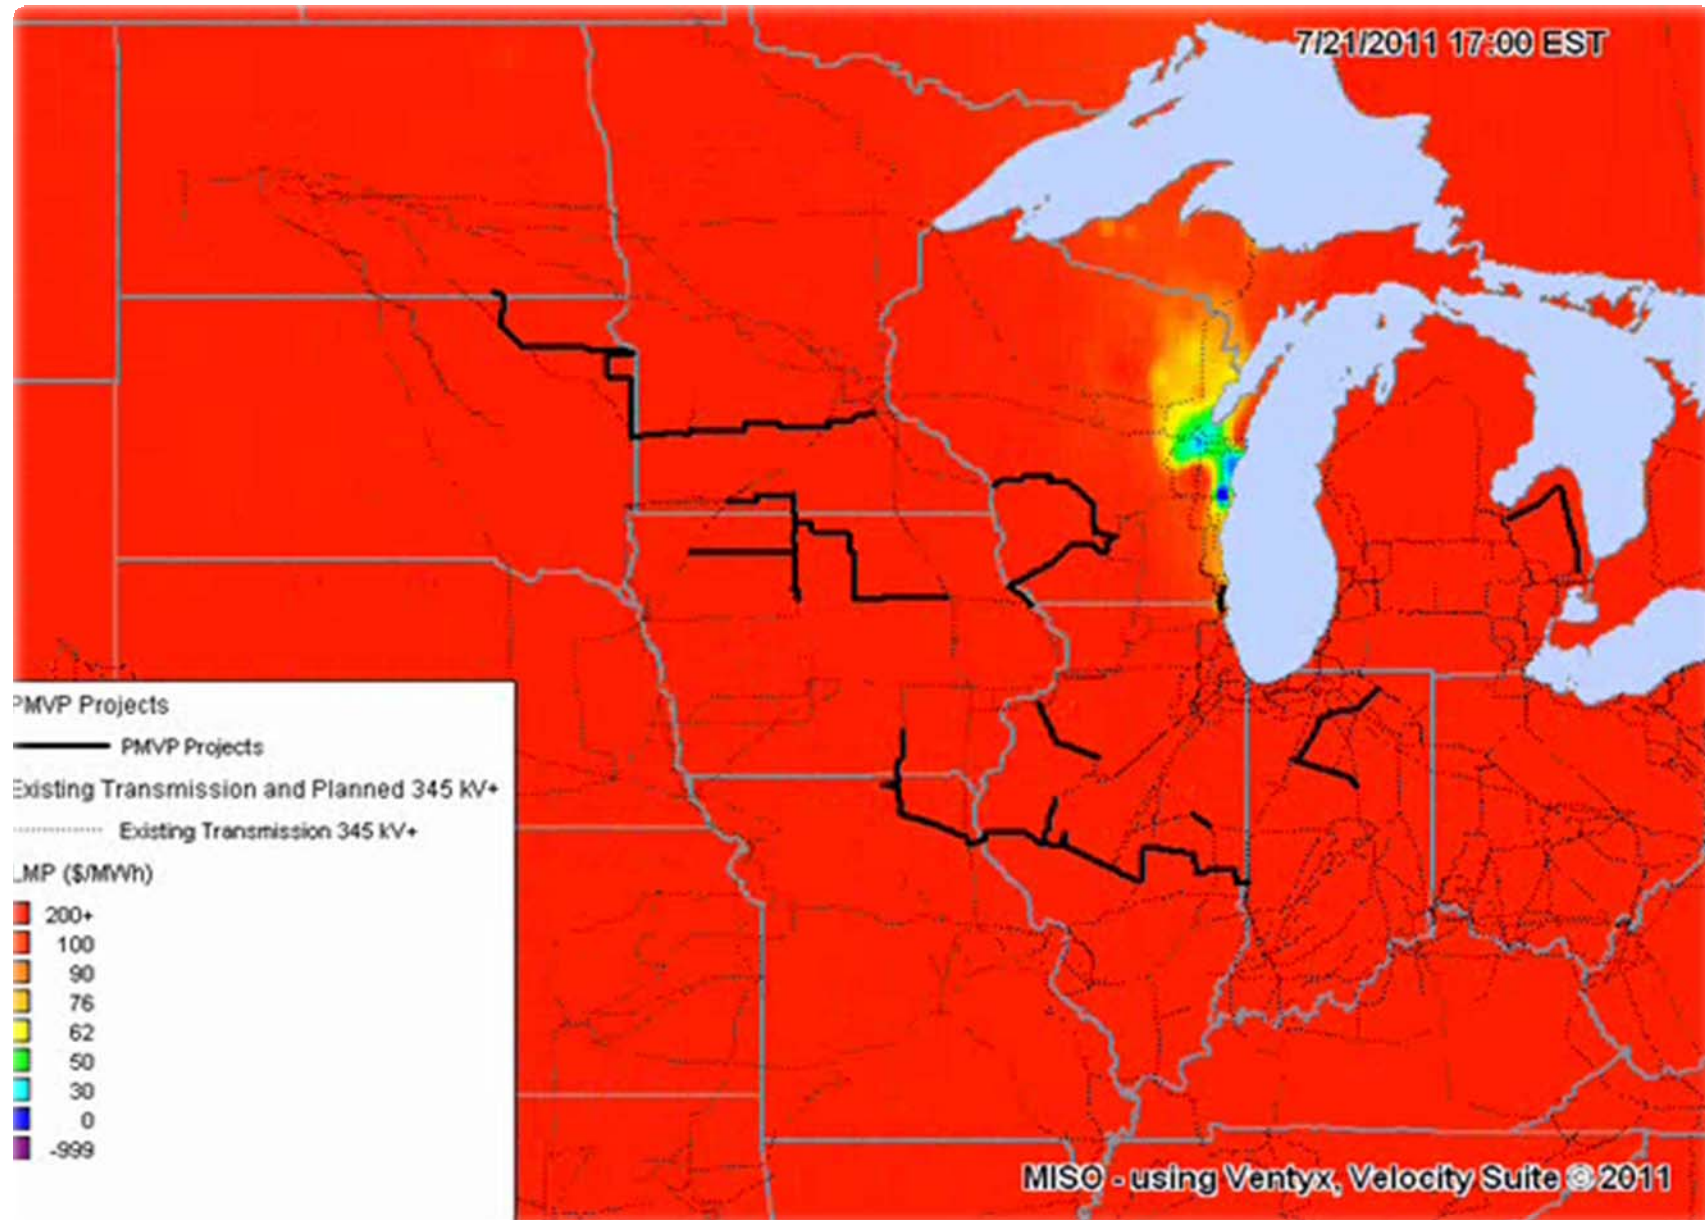 7/21/2011 17:00 EST
PMVP Projects
PMVP Projects
Existing Transmission and Planned 345 kV+
Existing Transmission 345 kV+
LMP ($/MWh)
200+
100
90
76
62
50
30
0
-999
MISO - using Ventyx, Velocity Suite © 2011